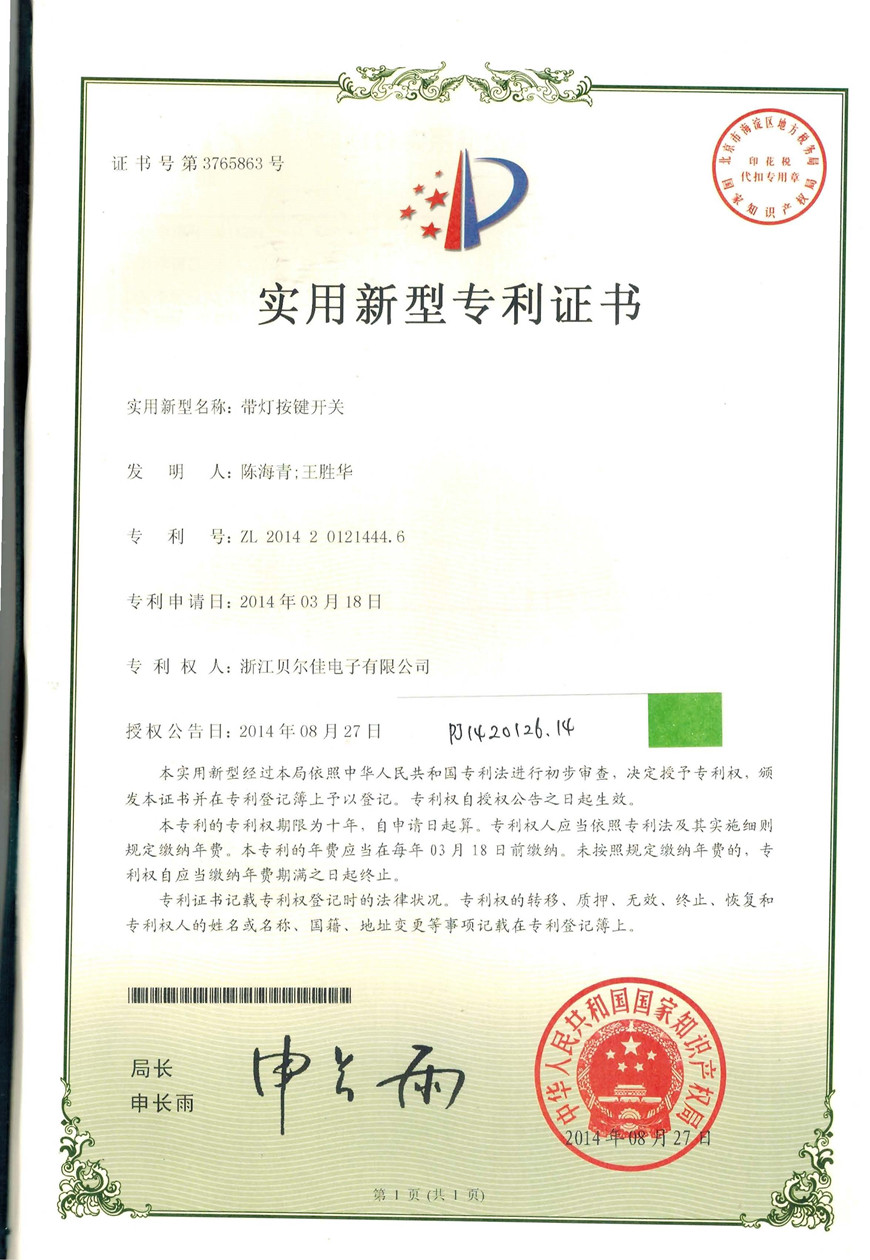 证书号第3765863号
北京市海淀区地方税务局
印花税
代扣专用章
国家知识产权局
实用新型专利证书
实用新型名称：带灯按键开关
发明人：陈海青;王胜华
专利号：ZL 2014 2 0121444.6
专利申请日：2014年03月18日
专利权人：浙江贝尔佳电子有限公司
授权公告日：2014年08月27日
PJ1420126.14
本实用新型经过本局依照中华人民共和国专利法进行初步审查，决定授予专利权，颁
发本证书并在专利登记簿上予以登记。专利权自授权公告之日起生效。
本专利的专利权期限为十年，自申请日起算。专利权人应当依照专利法及其实施细则
规定缴纳年费。本专利的年费应当在每年03月18日前缴纳。未按照规定缴纳年费的，专
利权自应当缴纳年费期满之日起终止。
专利证书记载专利权登记时的法律状况。专利权的转移、质押、无效、终止、恢复和
专利权人的姓名或名称、国籍、地址变更等事项记载在专利登记簿上。
局长
申长雨
申长雨
中华人民共和国国家知识产权局
2014年08月27日
第1页(共1页)